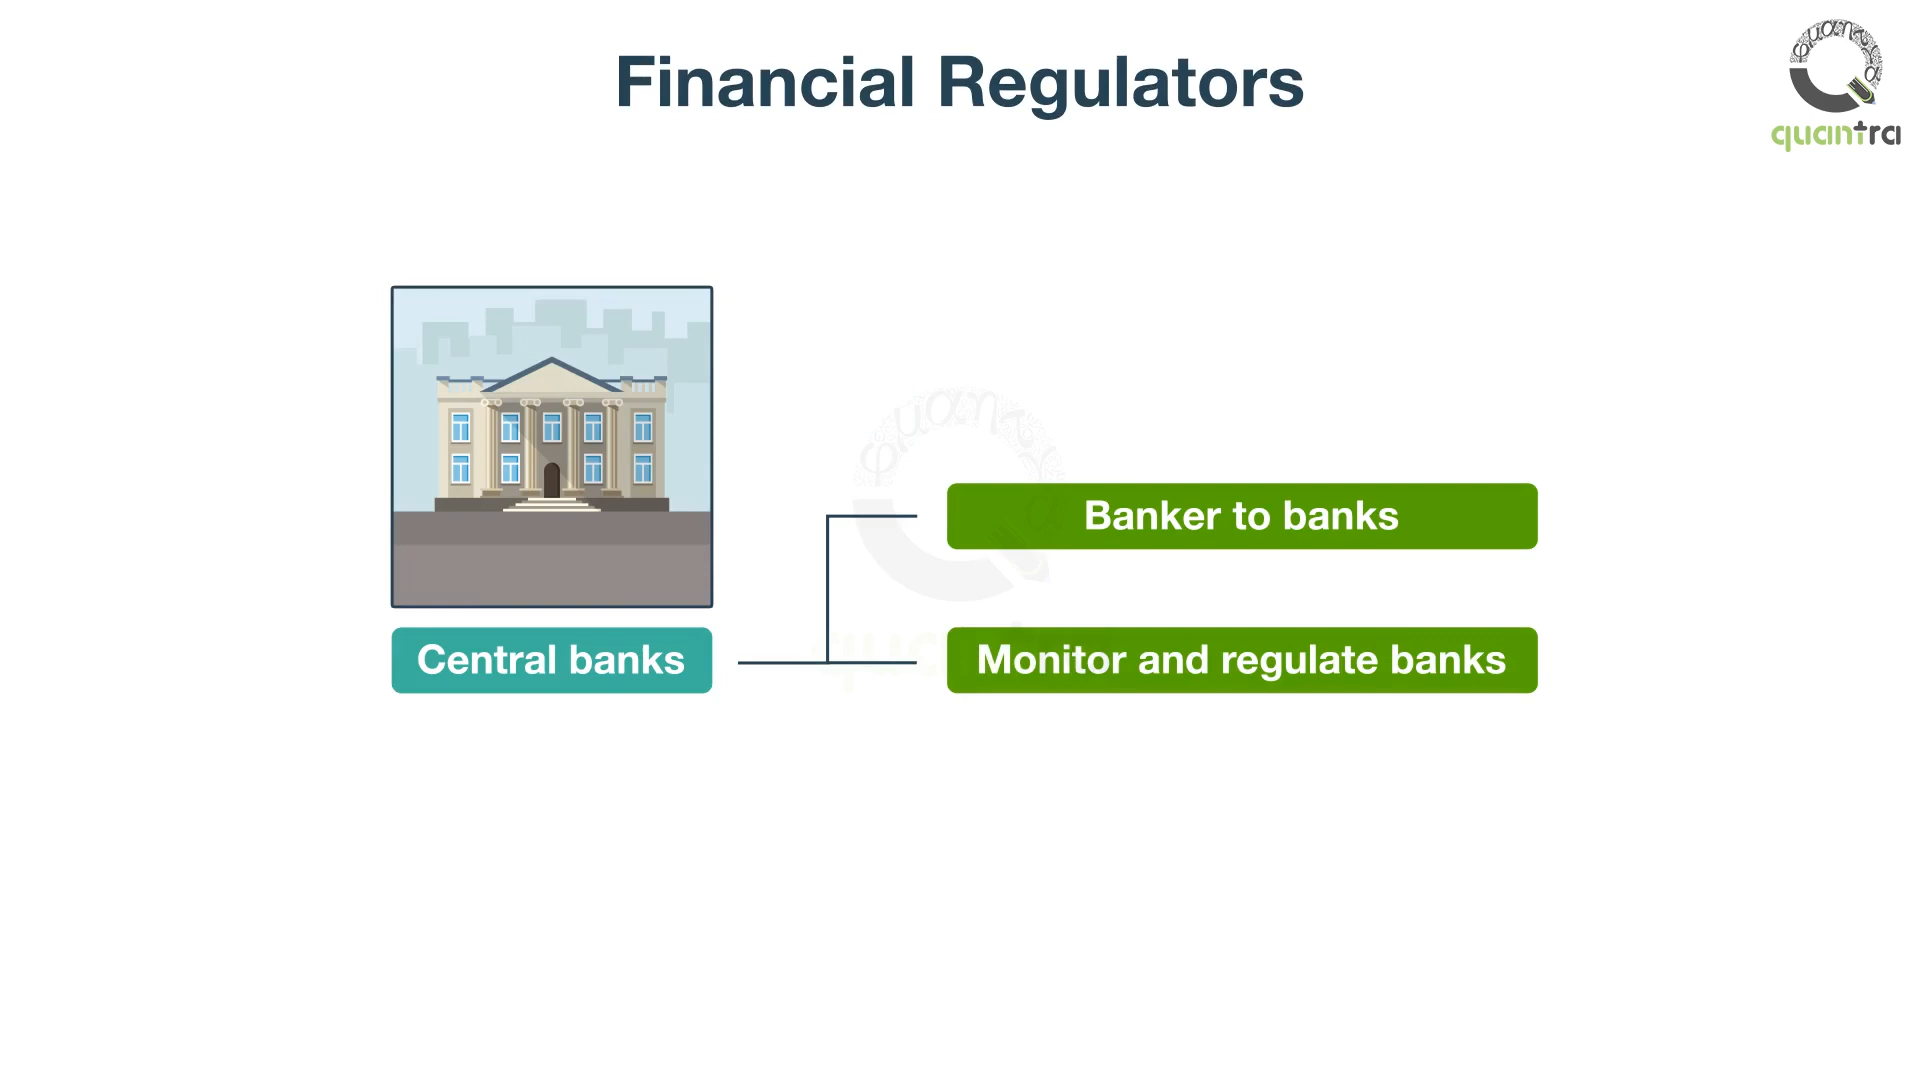 Financial Regulators
quantra
Banker to banks
Central banks
Monitor and regulate banks